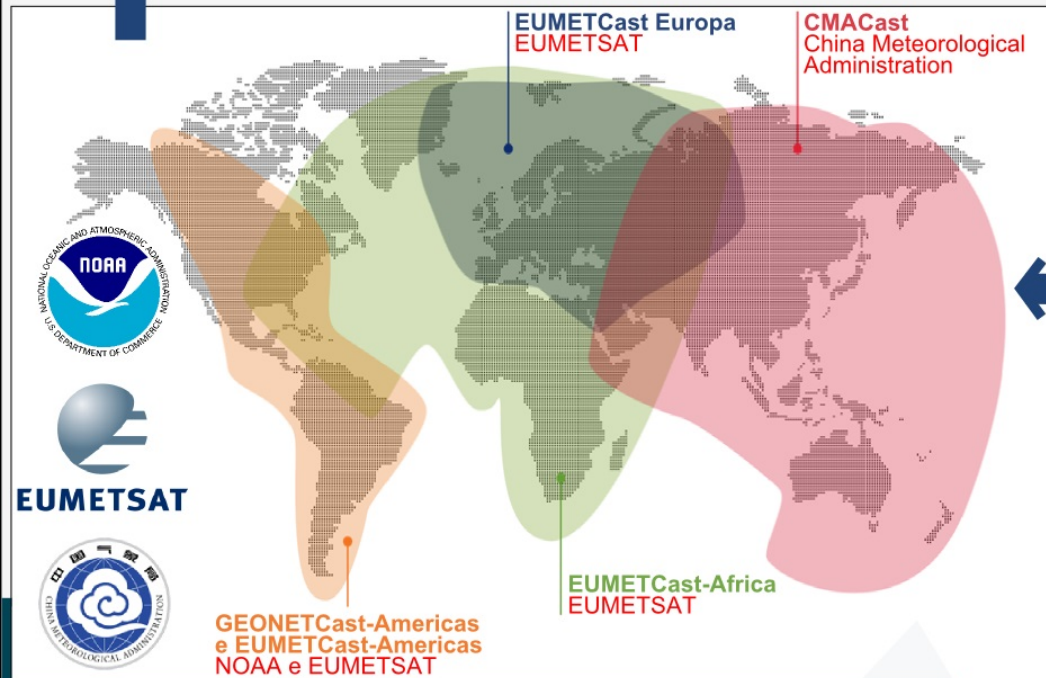 EUMETCast Europa
EUMETSAT
CMACast
China Meteorological
Administration
NATIONAL OCEANIC AND ATMOSPHERIC ADMINISTRATION
NOAA
U.S. DEPARTMENT OF COMMERCE
EUMETSAT
中国气象局
CHINA METEOROLOGICAL ADMINISTRATION
EUMETCast-Africa
EUMETSAT
GEONETCast-Americas
e EUMETCast-Americas
NOAA e EUMETSAT